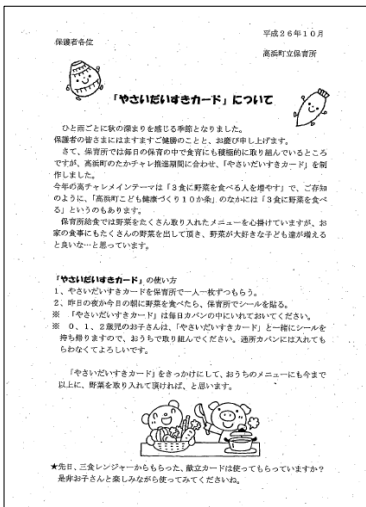 平成26年10月
保護者各位
高浜町立保育所
「やさいだいすきカード」について
ひと雨ごとに秋の深まりを感じる季節となりました。
保護者の皆さまにはますますご健勝のことと、お慶び申し上げます。
さて、保育所では毎日の保育の中で食育にも積極的に取り組んでいるところ
ですが、高浜町のたかチャレ推進期間に合わせ、「やさいだいすきカード」を制
作しました。
今年の高チャレメインテーマは「3食に野菜を食べる人を増やす」で、ご存知
のように、「高浜町こども健康づくり10か条」のなかには「3食に野菜を食べ
る」というのもあります。
保育所給食では野菜をたくさん取り入れたメニューを心掛けていますが、お
家の食事にもたくさんの野菜を出して頂き、野菜が大好きな子ども達が増える
と良いな…と思っています。
「やさいだいすきカード」の使い方
1、やさいだいすきカードを保育所で一人一枚ずつもらう。
2、昨日の夜か今日の朝に野菜を食べたら、保育所でシールを貼る。
※ 「やさいだいすきカード」は毎日カバンの中にいれておいてください。
※ 0、1、2歳児のお子さんは、「やさいだいすきカード」と一緒にシールを
持ち帰りますので、おうちで取り組んでください。通所カバンには入れても
らわなくてよろしいです。
「やさいだいすきカード」をきっかけにして、おうちのメニューにも今まで
以上に、野菜を取り入れて頂ければ、と思います。
★先日、三食レンジャーからもらった、献立カードは使ってもらっていますか？
是非お子さんと楽しみながら使ってみてくださいね。